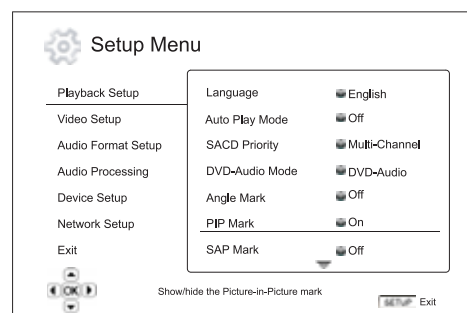 Setup Menu
Playback Setup
Video Setup
Audio Format Setup
Audio Processing
Device Setup
Network Setup
Exit
Language English
Auto Play Mode Off
SACD Priority Multi-Channel
DVD-Audio Mode DVD-Audio
Angle Mark Off
PIP Mark On
SAP Mark Off
OK
Show/hide the Picture-in-Picture mark
SETUP Exit